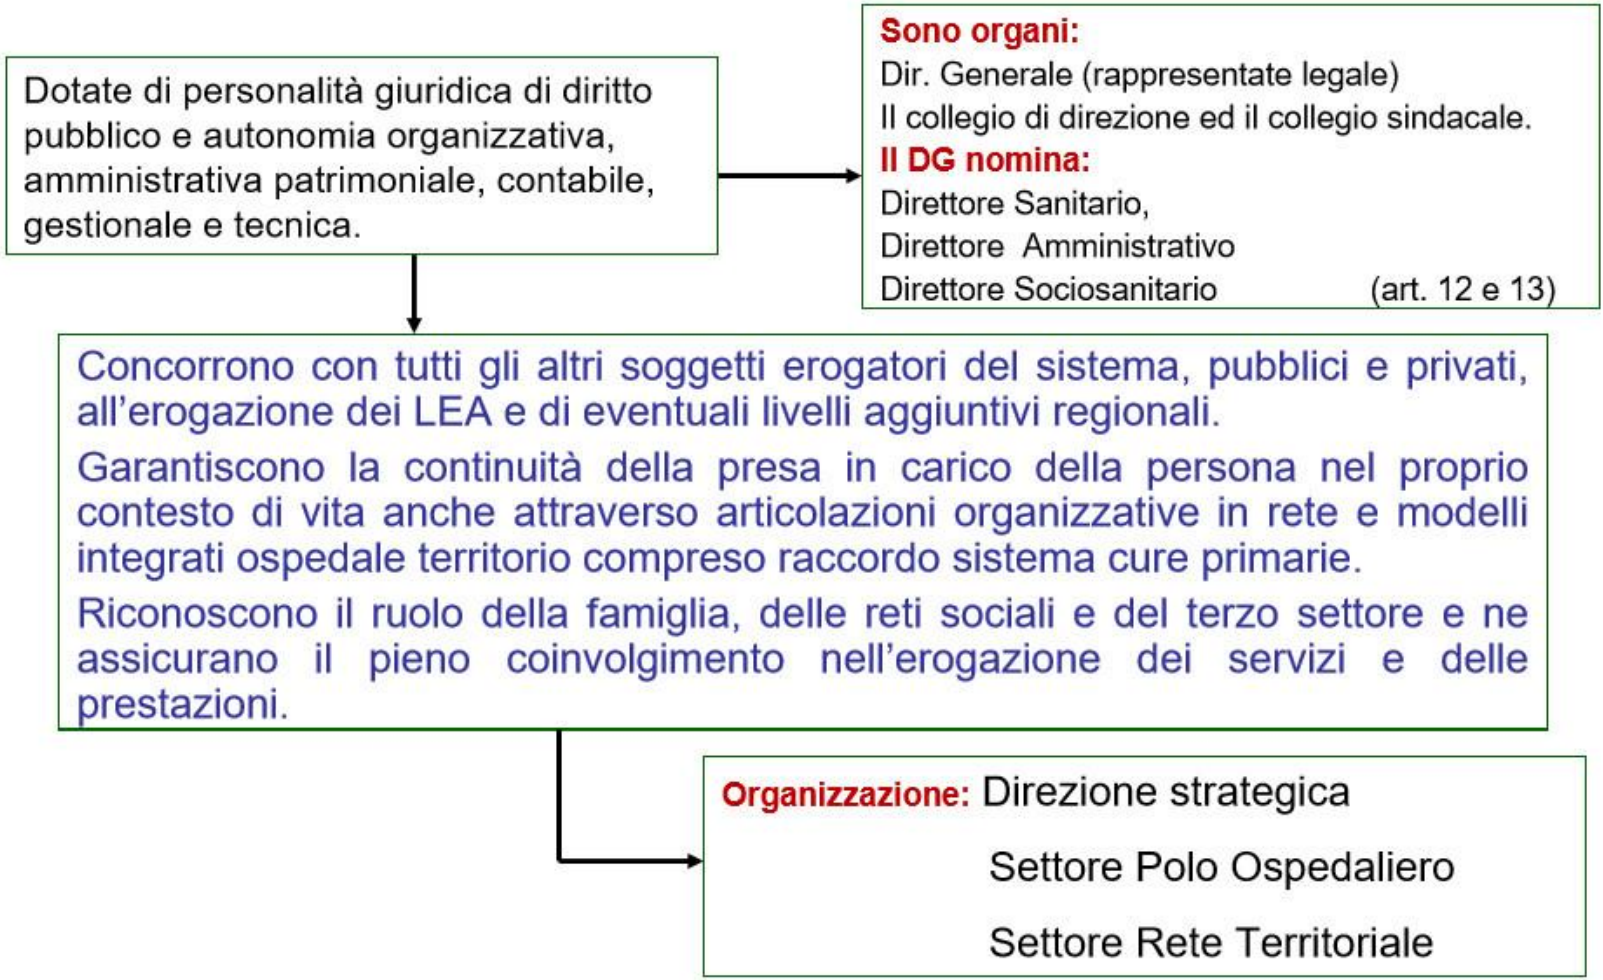 Sono organi:
Dir. Generale (rappresentate legale)
Il collegio di direzione ed il collegio sindacale.
Il DG nomina:
Direttore Sanitario,
Direttore Amministrativo
Direttore Sociosanitario (art. 12 e 13)
Dotate di personalità giuridica di diritto
pubblico e autonomia organizzativa,
amministrativa patrimoniale, contabile,
gestionale e tecnica.
Concorrono con tutti gli altri soggetti erogatori del sistema, pubblici e privati,
all’erogazione dei LEA e di eventuali livelli aggiuntivi regionali.
Garantiscono la continuità della presa in carico della persona nel proprio
contesto di vita anche attraverso articolazioni organizzative in rete e modelli
integrati ospedale territorio compreso raccordo sistema cure primarie.
Riconoscono il ruolo della famiglia, delle reti sociali e del terzo settore e ne
assicurano il pieno coinvolgimento nell’erogazione dei servizi e delle
prestazioni.
Organizzazione: Direzione strategica
Settore Polo Ospedaliero
Settore Rete Territoriale